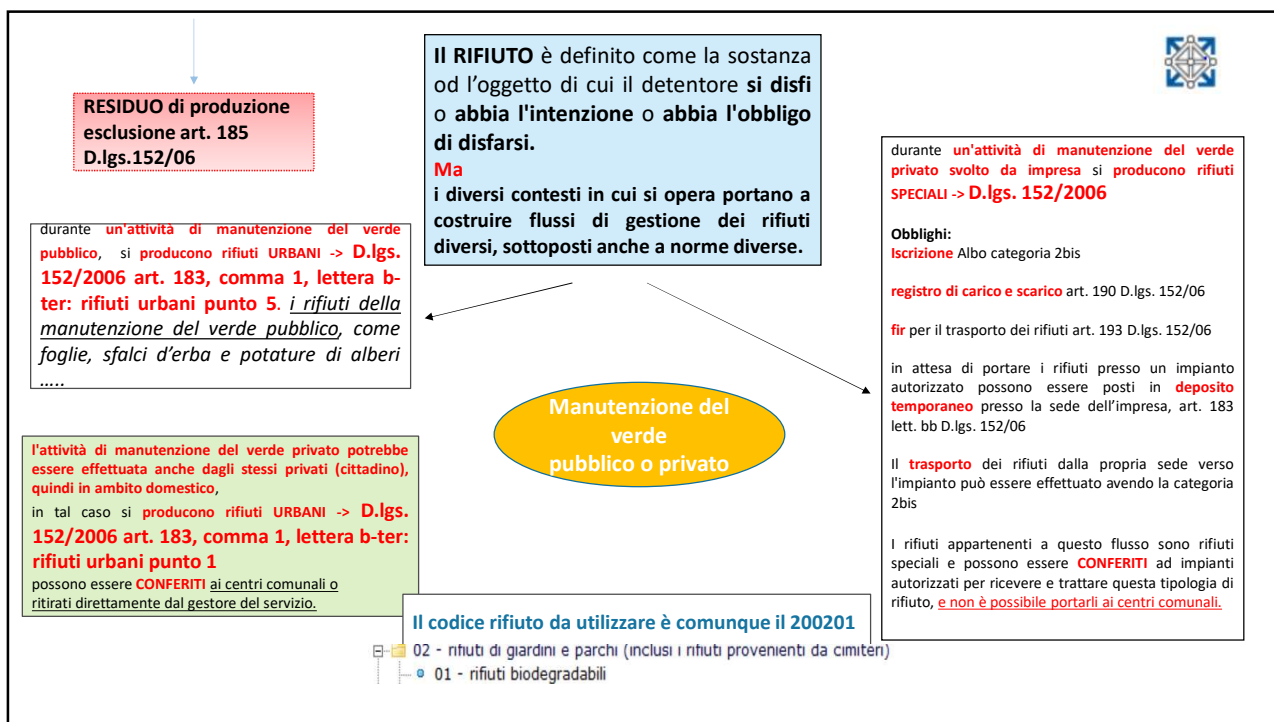 RESIDUO di produzione
esclusione art. 185
D.lgs.152/06
Il RIFIUTO è definito come la sostanza
od l'oggetto di cui il detentore si disfi
o abbia l'intenzione o abbia l'obbligo
di disfarsi.
Ma
i diversi contesti in cui si opera portano a
costruire flussi di gestione dei rifiuti
diversi, sottoposti anche a norme diverse.
durante un'attività di manutenzione del verde
pubblico, si producono rifiuti URBANI -> D.lgs.
152/2006 art. 183, comma 1, lettera b-
ter: rifiuti urbani punto 5. i rifiuti della
manutenzione del verde pubblico, come
foglie, sfalci d'erba e potature di alberi
.....
l'attività di manutenzione del verde privato potrebbe
essere effettuata anche dagli stessi privati (cittadino),
quindi in ambito domestico,
in tal caso si producono rifiuti URBANI -> D.lgs.
152/2006 art. 183, comma 1, lettera b-ter:
rifiuti urbani punto 1
possono essere CONFERITI ai centri comunali o
ritirati direttamente dal gestore del servizio.
Manutenzione del
verde
pubblico o privato
durante un'attività di manutenzione del verde
privato svolto da impresa si producono rifiuti
SPECIALI -> D.lgs. 152/2006
Obblighi:
Iscrizione Albo categoria 2bis
registro di carico e scarico art. 190 D.lgs. 152/06
fir per il trasporto dei rifiuti art. 193 D.lgs. 152/06
in attesa di portare i rifiuti presso un impianto
autorizzato possono essere posti in deposito
temporaneo presso la sede dell'impresa, art. 183
lett. bb D.lgs. 152/06
Il trasporto dei rifiuti dalla propria sede verso
l'impianto può essere effettuato avendo la categoria
2bis
I rifiuti appartenenti a questo flusso sono rifiuti
speciali e possono essere CONFERITI ad impianti
autorizzati per ricevere e trattare questa tipologia di
rifiuto, e non è possibile portarli ai centri comunali.
Il codice rifiuto da utilizzare è comunque il 200201
02 - rifiuti di giardini e parchi (inclusi i rifiuti provenienti da cimiteri)
01 - rifiuti biodegradabili